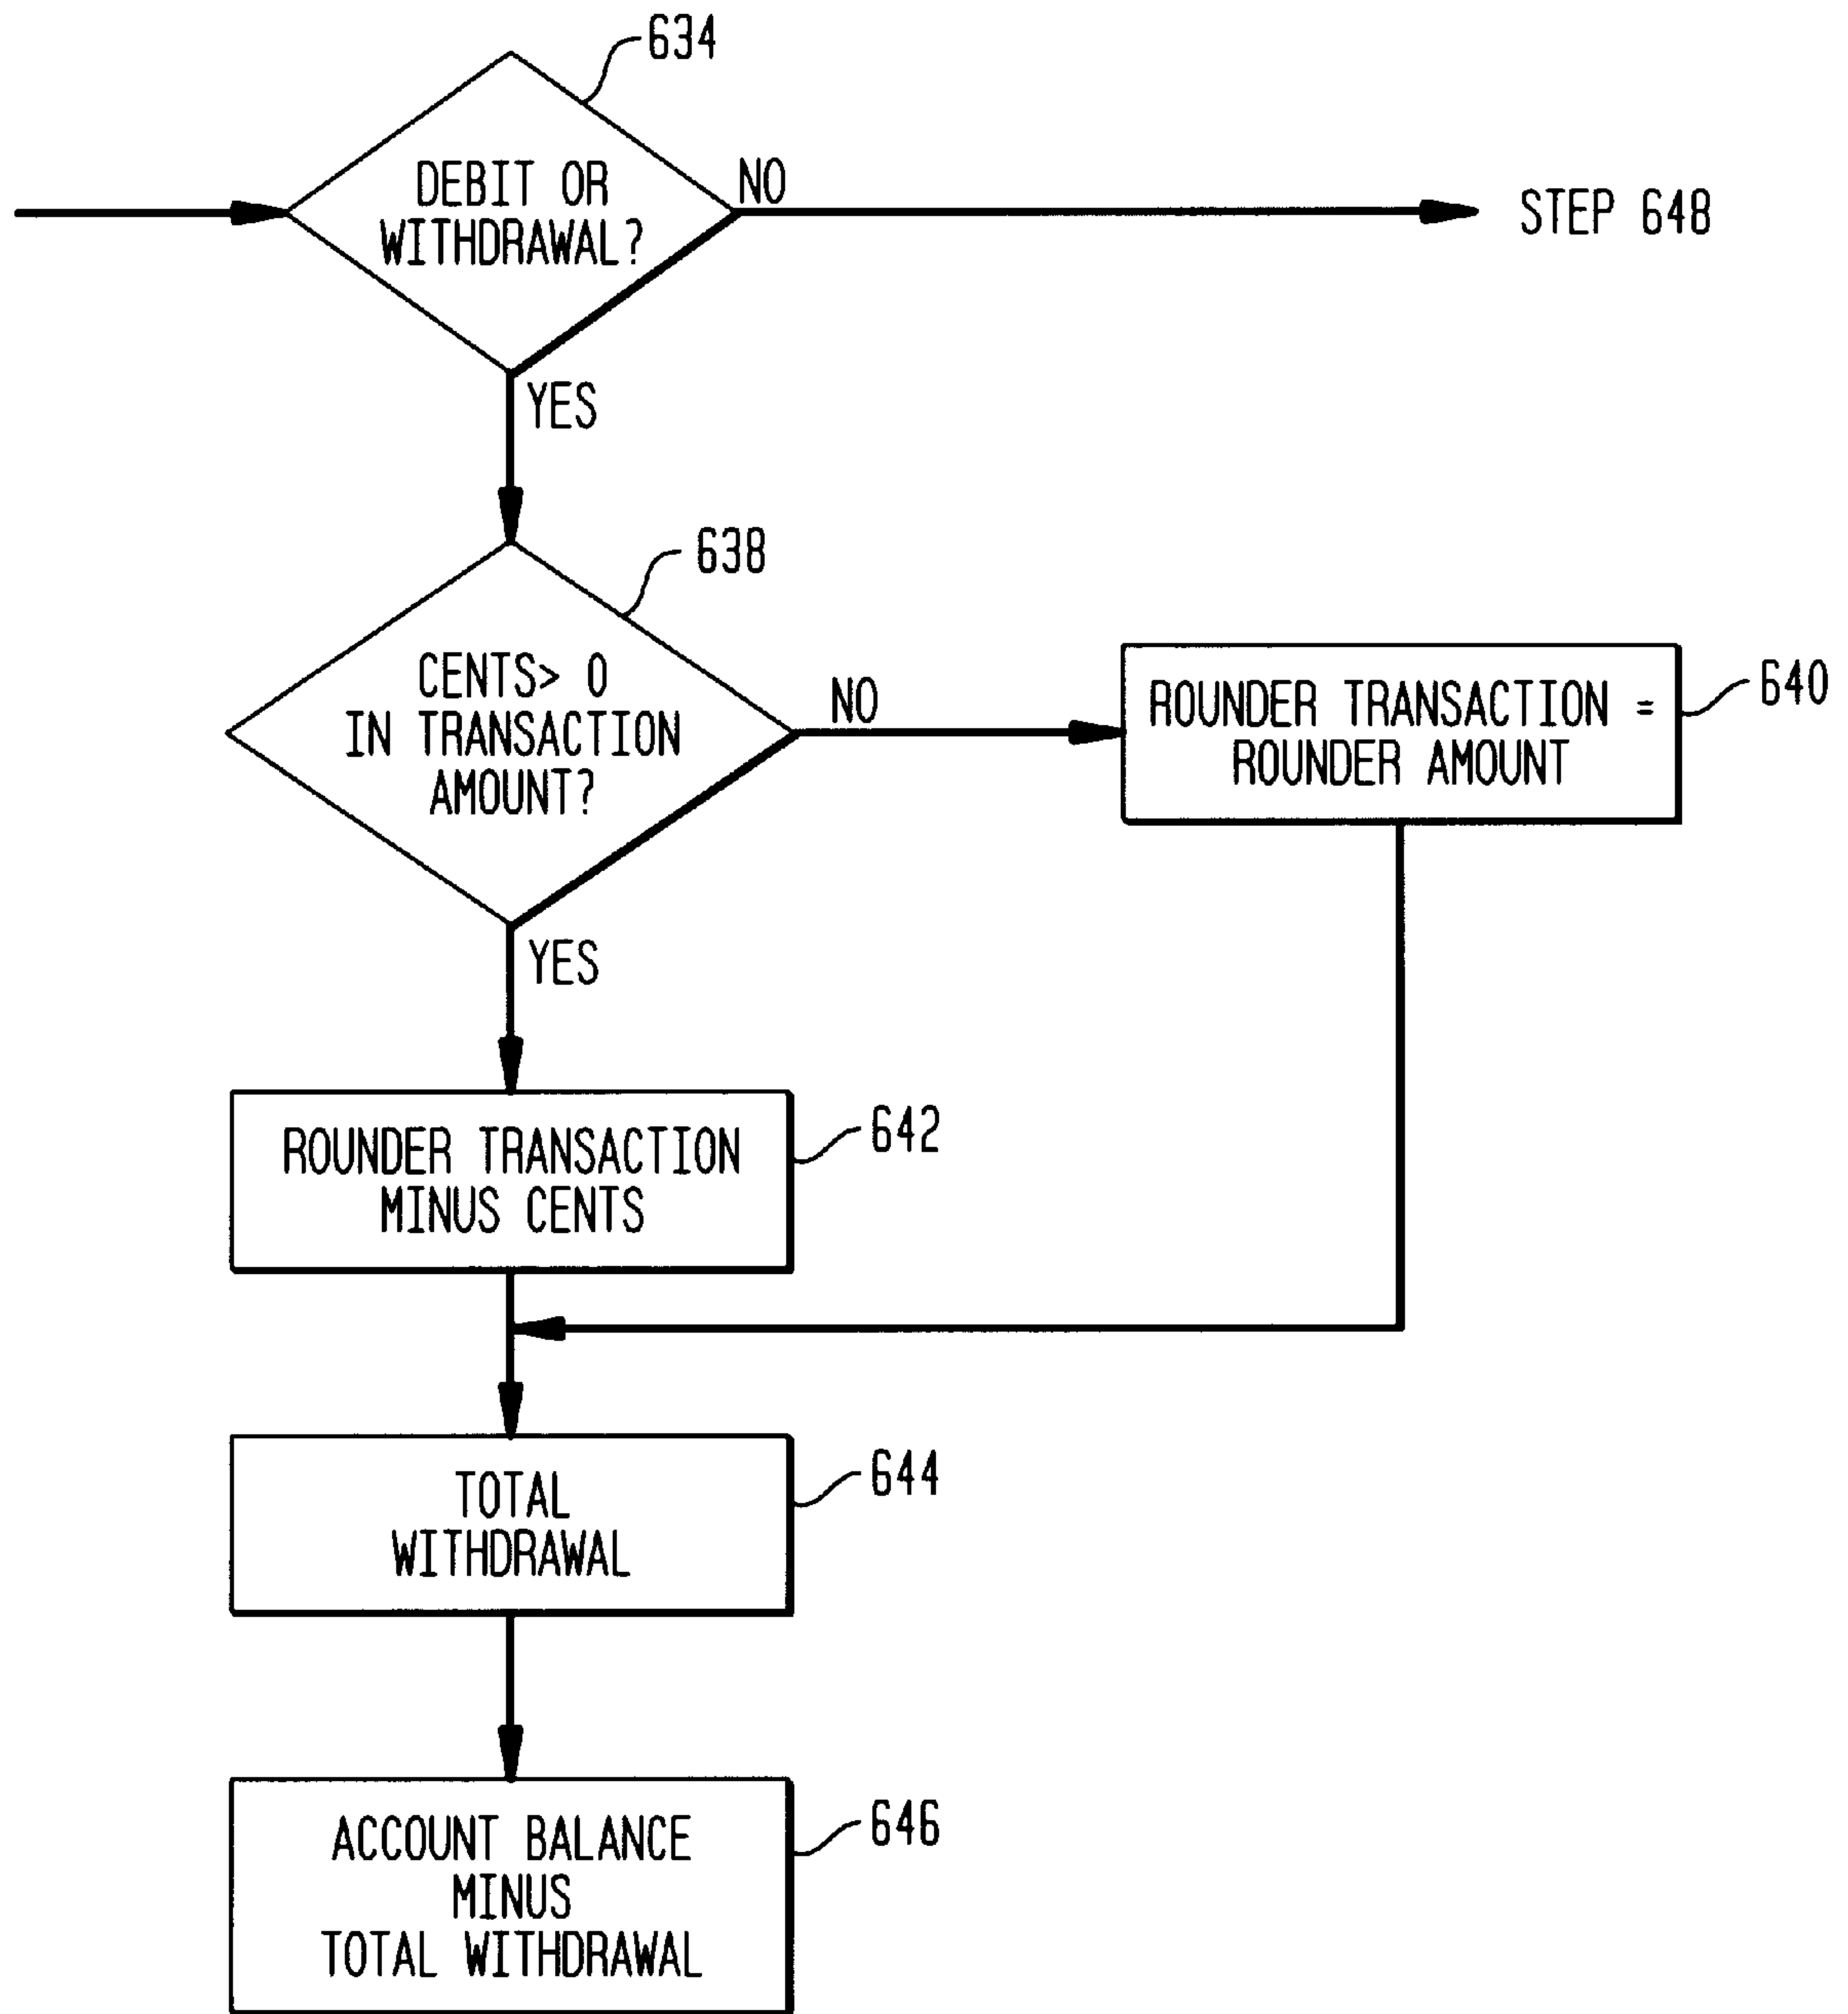 634
DEBIT OR
WITHDRAWAL?
NO
STEP 648
YES
638
CENTS> 0
IN TRANSACTION
AMOUNT?
NO
ROUNDER TRANSACTION =
ROUNDER AMOUNT
640
YES
ROUNDER TRANSACTION
MINUS CENTS
642
TOTAL
WITHDRAWAL
644
ACCOUNT BALANCE
MINUS
TOTAL WITHDRAWAL
646